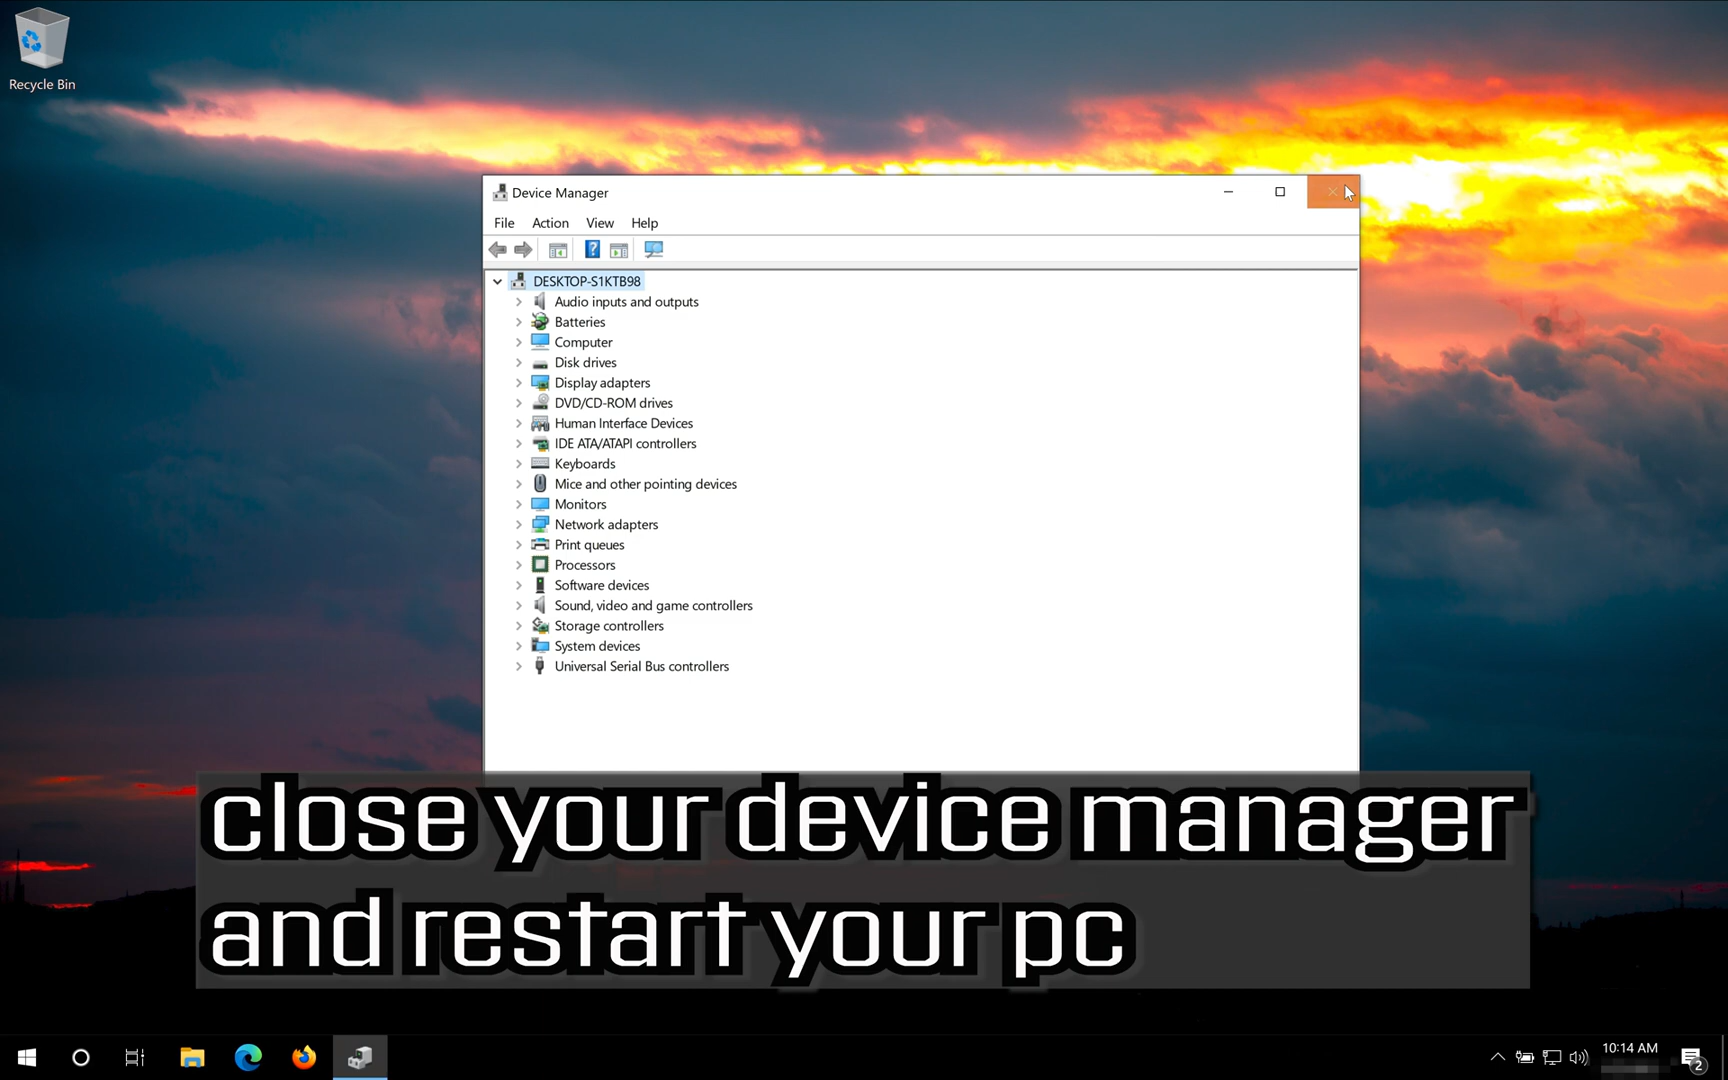 Recycle Bin
Device Manager
File Action View Help
DESKTOP-S1KTB98
Audio inputs and outputs
Batteries
Computer
Disk drives
Display adapters
DVD/CD-ROM drives
Human Interface Devices
IDE ATA/ATAPI controllers
Keyboards
Mice and other pointing devices
Monitors
Network adapters
Print queues
Processors
Software devices
Sound, video and game controllers
Storage controllers
System devices
Universal Serial Bus controllers
close your device manager
and restart your pc
10:14 AM
2